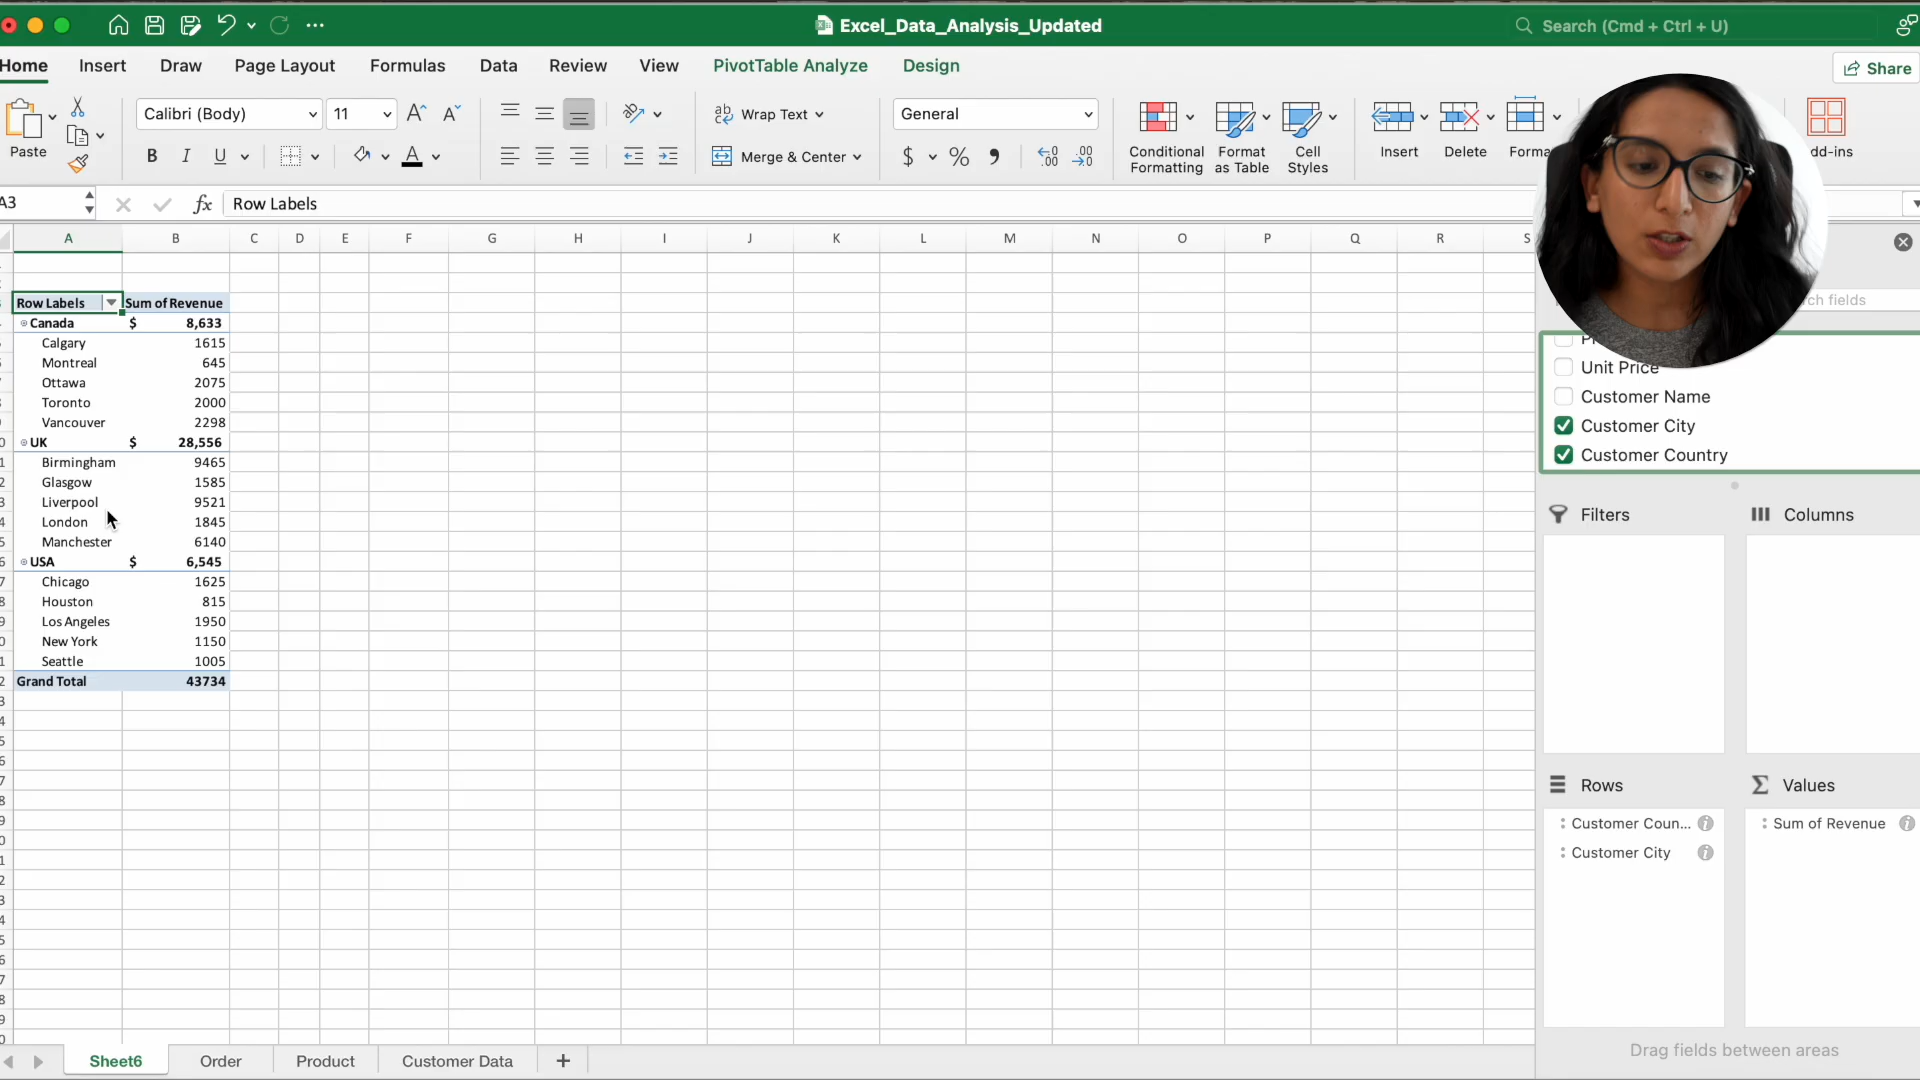 Excel_Data_Analysis_Updated
Search (Cmd + Ctrl + U)
Home Insert Draw Page Layout Formulas Data Review View PivotTable Analyze Design
Share
Calibri (Body) 11
Wrap Text
General
Paste
B I U
Merge & Center
Conditional Formatting
Format as Table
Cell Styles
Insert
Delete
A3
fx
Row Labels
A B C D E F G H I J K L M N O P Q R S
Row Labels Sum of Revenue
Canada $ 8,633
Calgary 1615
Montreal 645
Ottawa 2075
Toronto 2000
Vancouver 2298
UK $ 28,556
Birmingham 9465
Glasgow 1585
Liverpool 9521
London 1845
Manchester 6140
USA $ 6,545
Chicago 1625
Houston 815
Los Angeles 1950
New York 1150
Seattle 1005
Grand Total 43734
fields
Unit Price
Customer Name
Customer City
Customer Country
Filters
Columns
Rows
Values
Customer Coun...
Sum of Revenue
Customer City
Drag fields between areas
Sheet6 Order Product Customer Data +